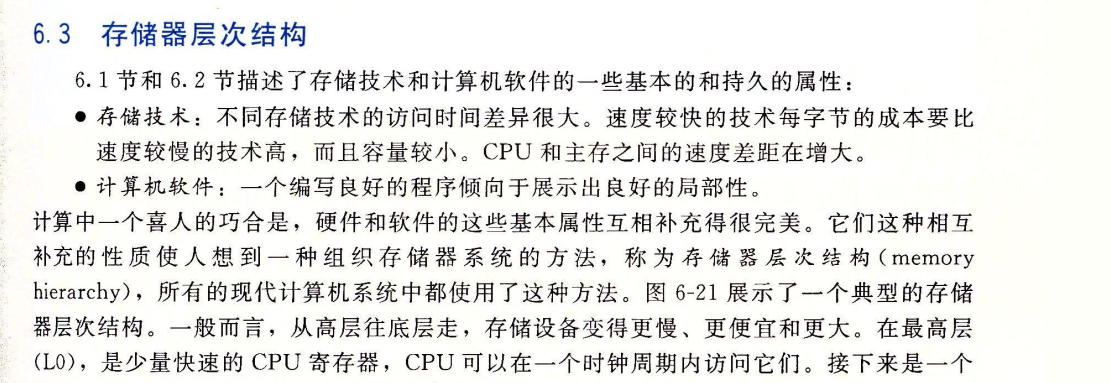 6.3 存储器层次结构
6.1 节和 6.2 节描述了存储技术和计算机软件的一些基本的和持久的属性：
● 存储技术：不同存储技术的访问时间差异很大。速度较快的技术每字节的成本要比
速度较慢的技术高，而且容量较小。CPU 和主存之间的速度差距在增大。
● 计算机软件：一个编写良好的程序倾向于展示出良好的局部性。
计算中一个喜人的巧合是，硬件和软件的这些基本属性互相补充得很完美。它们这种相互
补充的性质使人想到一种组织存储器系统的方法，称为存储器层次结构(memory
hierarchy)，所有的现代计算机系统中都使用了这种方法。图 6-21 展示了一个典型的存储
器层次结构。一般而言，从高层往底层走，存储设备变得更慢、更便宜和更大。在最高层
(L0)，是少量快速的 CPU 寄存器，CPU 可以在一个时钟周期内访问它们。接下来是一个